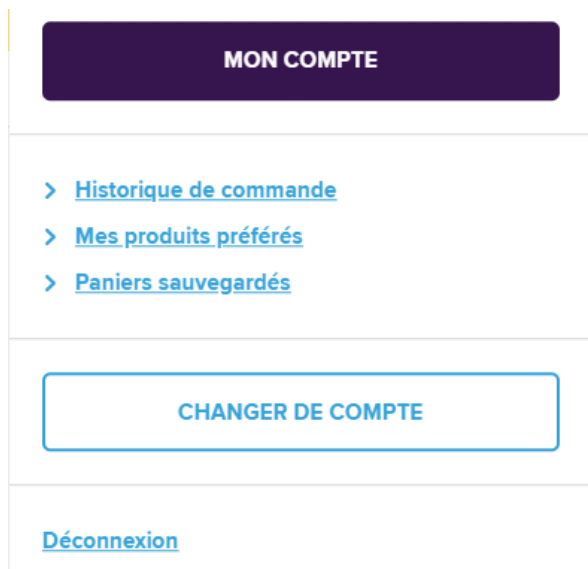 MON COMPTE
Historique de commande
Mes produits préférés
Paniers sauvegardés
CHANGER DE COMPTE
Déconnexion